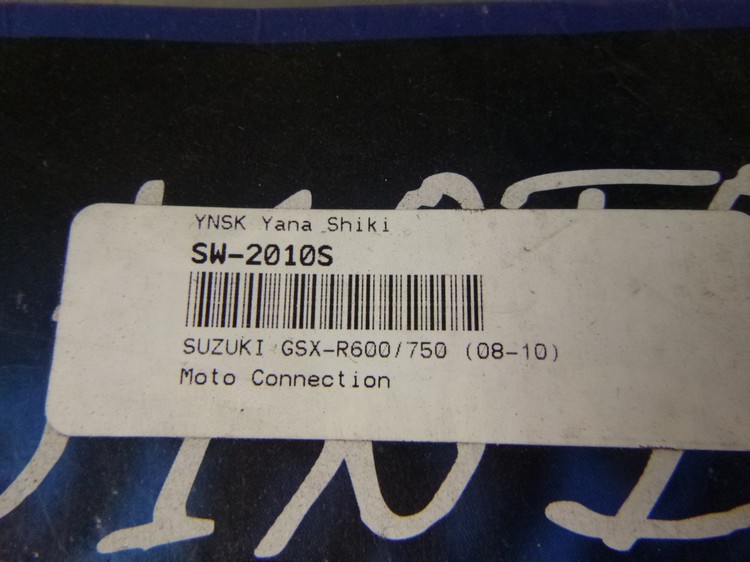 YNSK Yana Shiki
SW-2010S
SUZUKI GSX-R600/750 (08-10)
Moto Connection